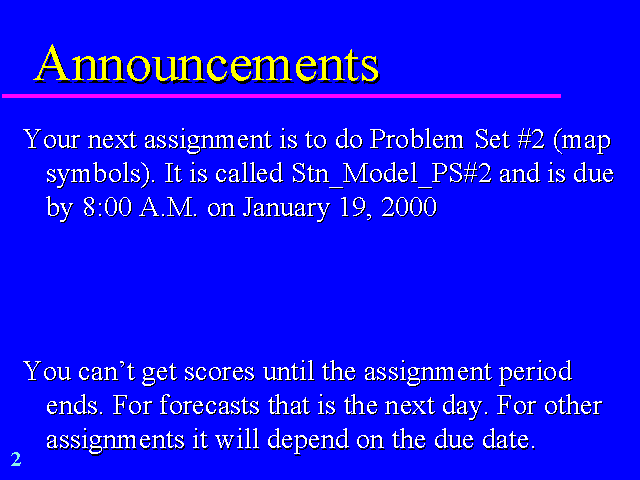 Announcements
Your next assignment is to do Problem Set #2 (map
symbols). It is called Stn_Model_PS#2 and is due
by 8:00 A.M. on January 19, 2000
You can't get scores until the assignment period
ends. For forecasts that is the next day. For other
assignments it will depend on the due date.
2